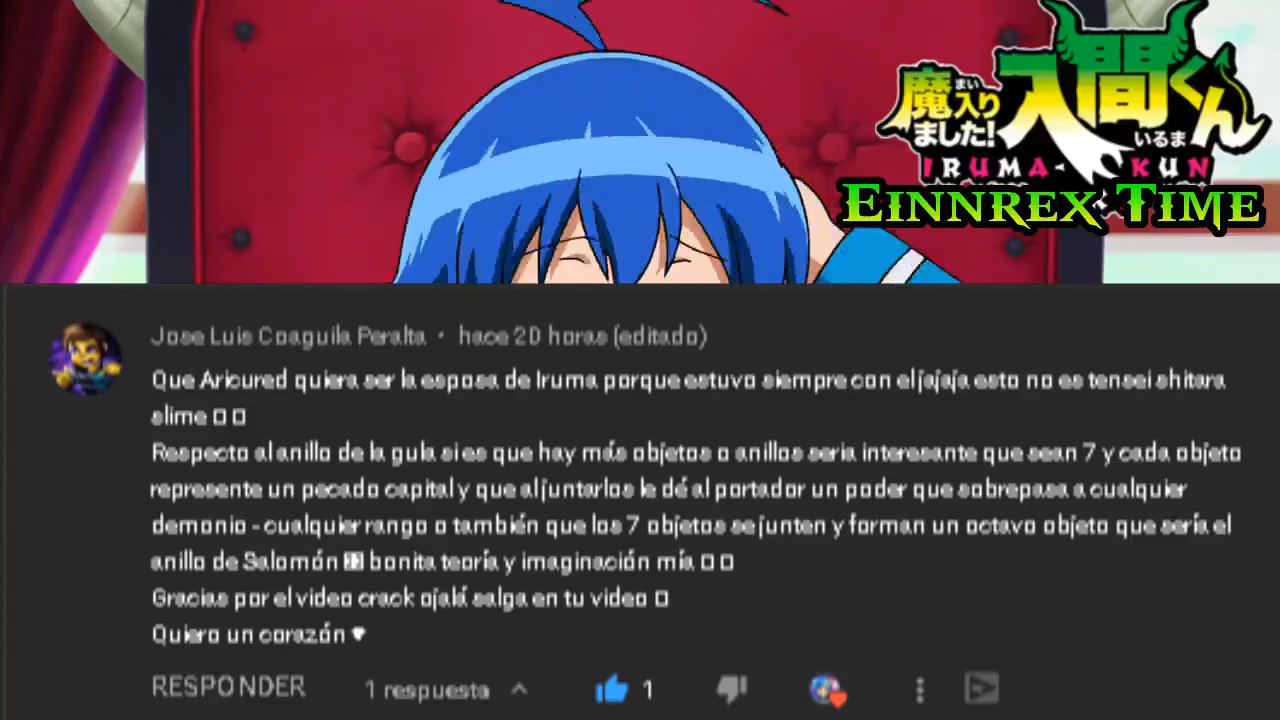 魔入り
まい
ました!
入間くん
いるま
IRUMA-KUN
EINNREX TIME
Jose Luis Coaguila Peralta · hace 20 horas (editado)
Que Aricured quiera ser la esposa de Iruma porque estuvo siempre con el jajaja esto no es tensei shitara
slime
Respecto al anillo de la gula si es que hay más objetos o anillos seria interesante que sean 7 y cada objeto
represente un pecado capital y que al juntarlos le dé al portador un poder que sobrepasa a cualquier
demonio - cualquier rango o también que los 7 objetos se junten y forman un octavo objeto que sería el
anillo de Salomón bonita teoría y imaginación mía
Gracias por el video crack ojalá salga en tu video
Quiero un corazón ♥
RESPONDER 1 respuesta 1